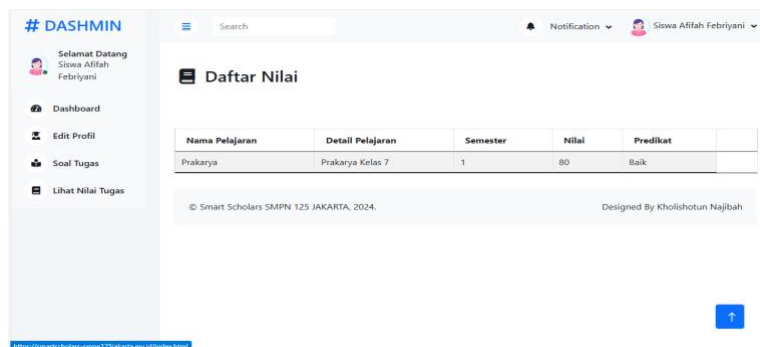 # DASHMIN
Search
Notification
Siswa Afifah Febriyani
Selamat Datang
Siswa Afifah
Febriyani
Dashboard
Edit Profil
Soal Tugas
Lihat Nilai Tugas
Daftar Nilai
Nama Pelajaran Detail Pelajaran Semester Nilai Predikat
Prakarya Prakarya Kelas 7 1 80 Baik
© Smart Scholars SMPN 125 JAKARTA, 2024. Designed By Kholishotun Najibah